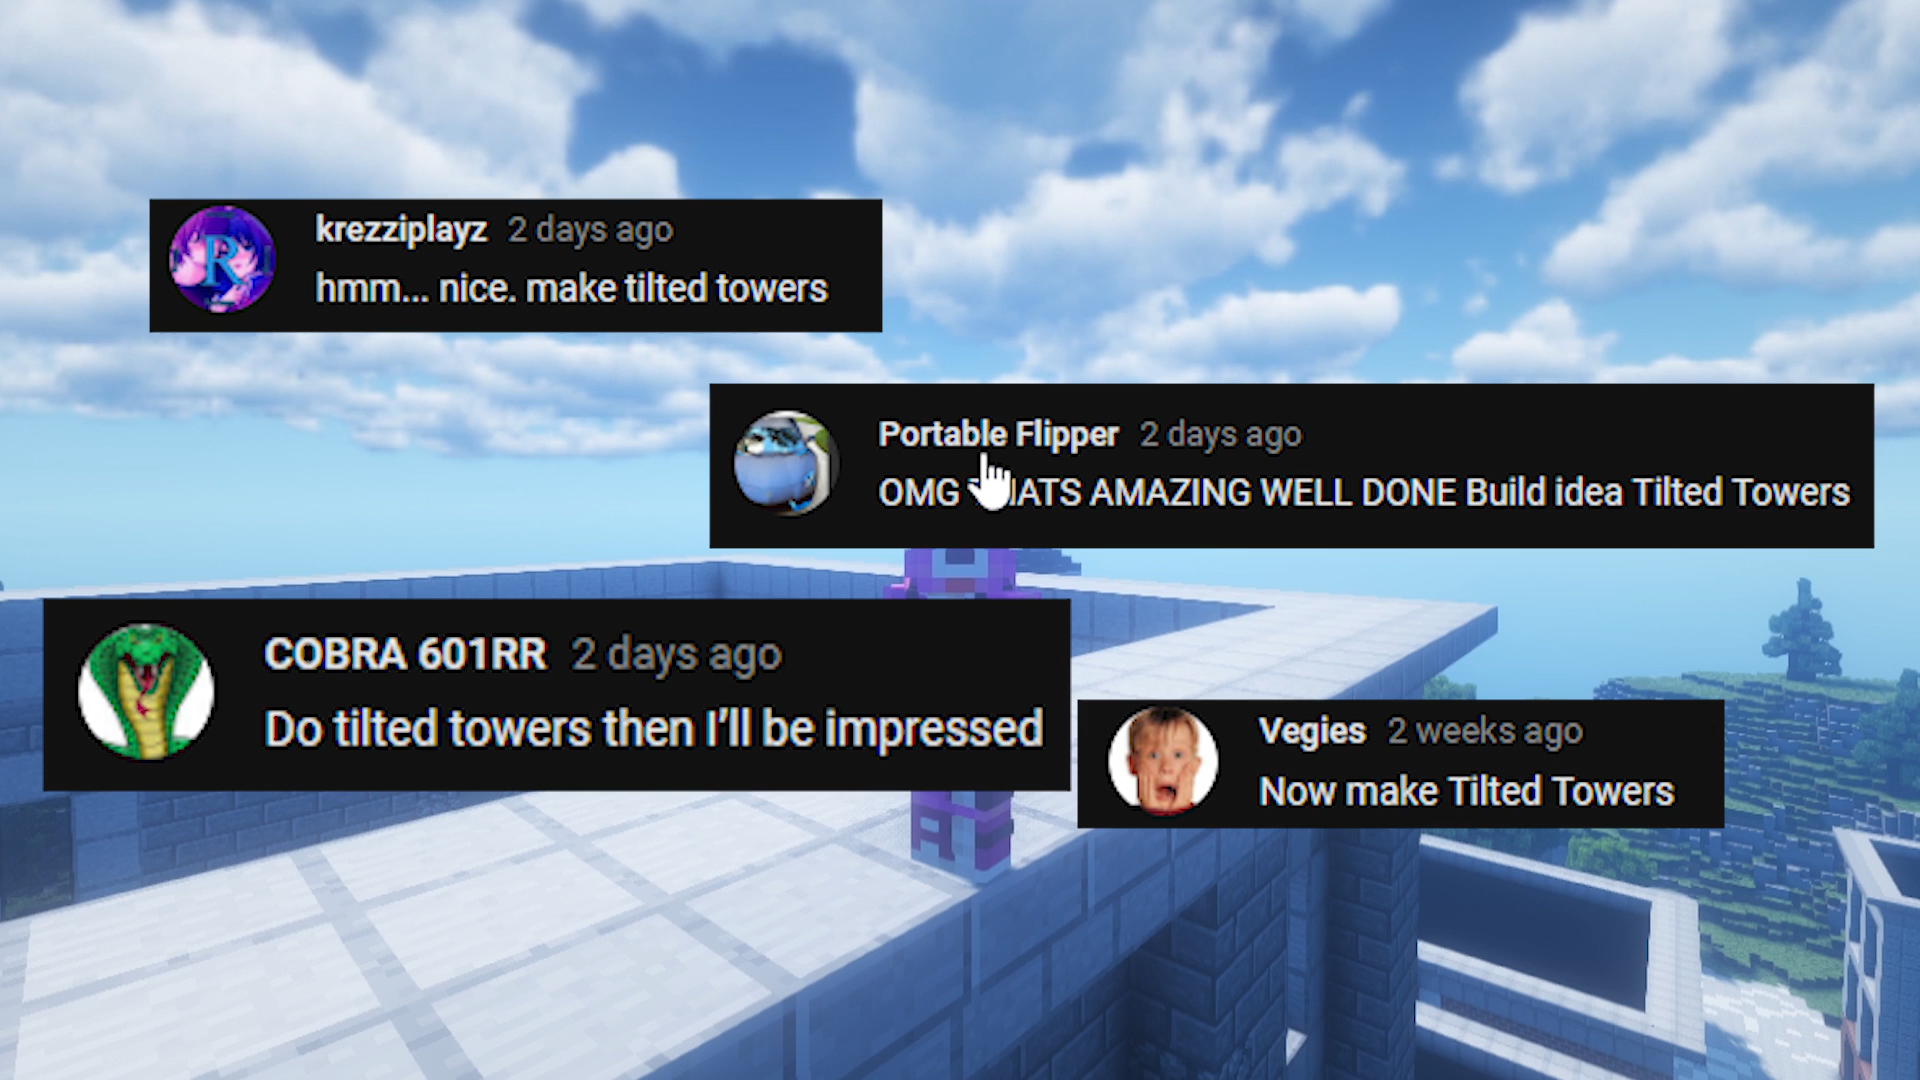 krezziplayz 2 days ago
hmm... nice. make tilted towers
Portable Flipper 2 days ago
OMG AMAZING WELL DONE Build idea Tilted Towers
COBRA 601RR 2 days ago
Do tilted towers then I'll be impressed
Vegies 2 weeks ago
Now make Tilted Towers
R
A